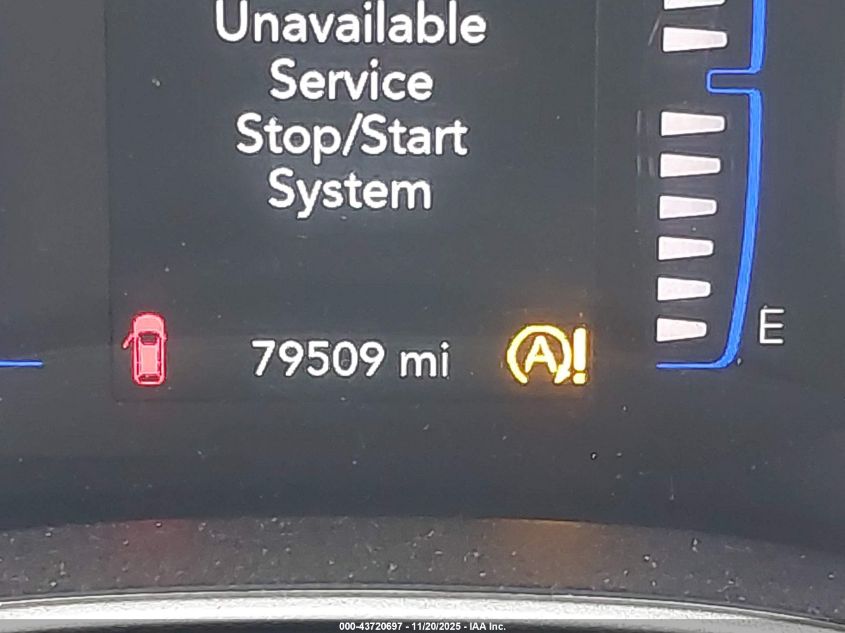 Unavailable
Service
Stop/Start
System
79509 mi
A!
E
000-43720697 - 11/20/2025 - IAA Inc.